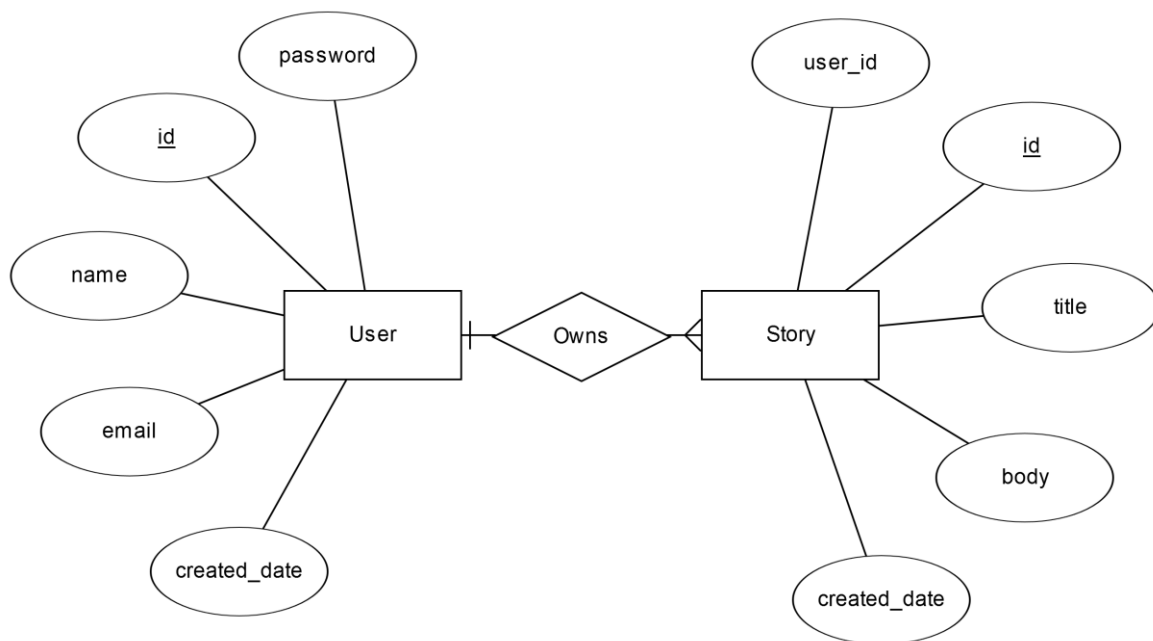 password
user_id
id
id
name
title
User
Owns
Story
email
body
created_date
created_date